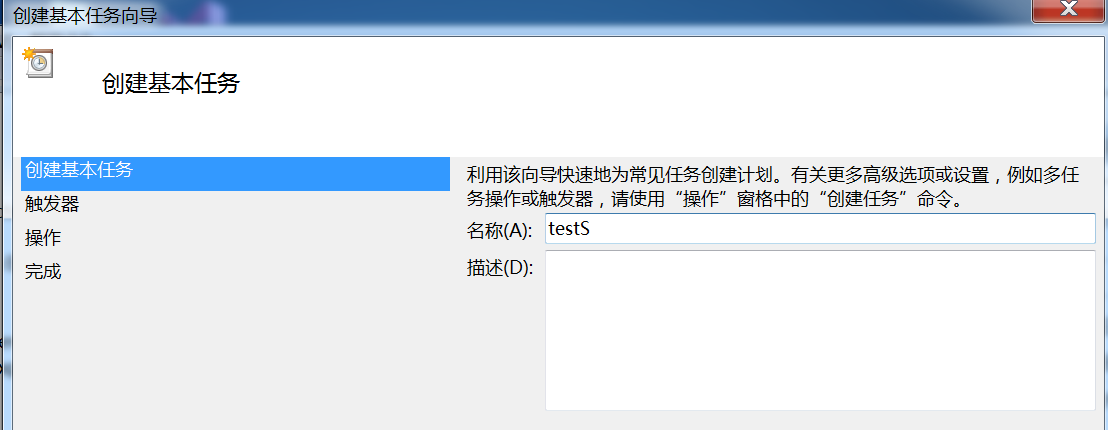 创建基本任务向导
创建基本任务
创建基本任务
触发器
操作
完成
利用该向导快速地为常见任务创建计划。有关更多高级选项或设置，例如多任
务操作或触发器，请使用“操作”窗格中的“创建任务”命令。
名称(A): testS
描述(D):